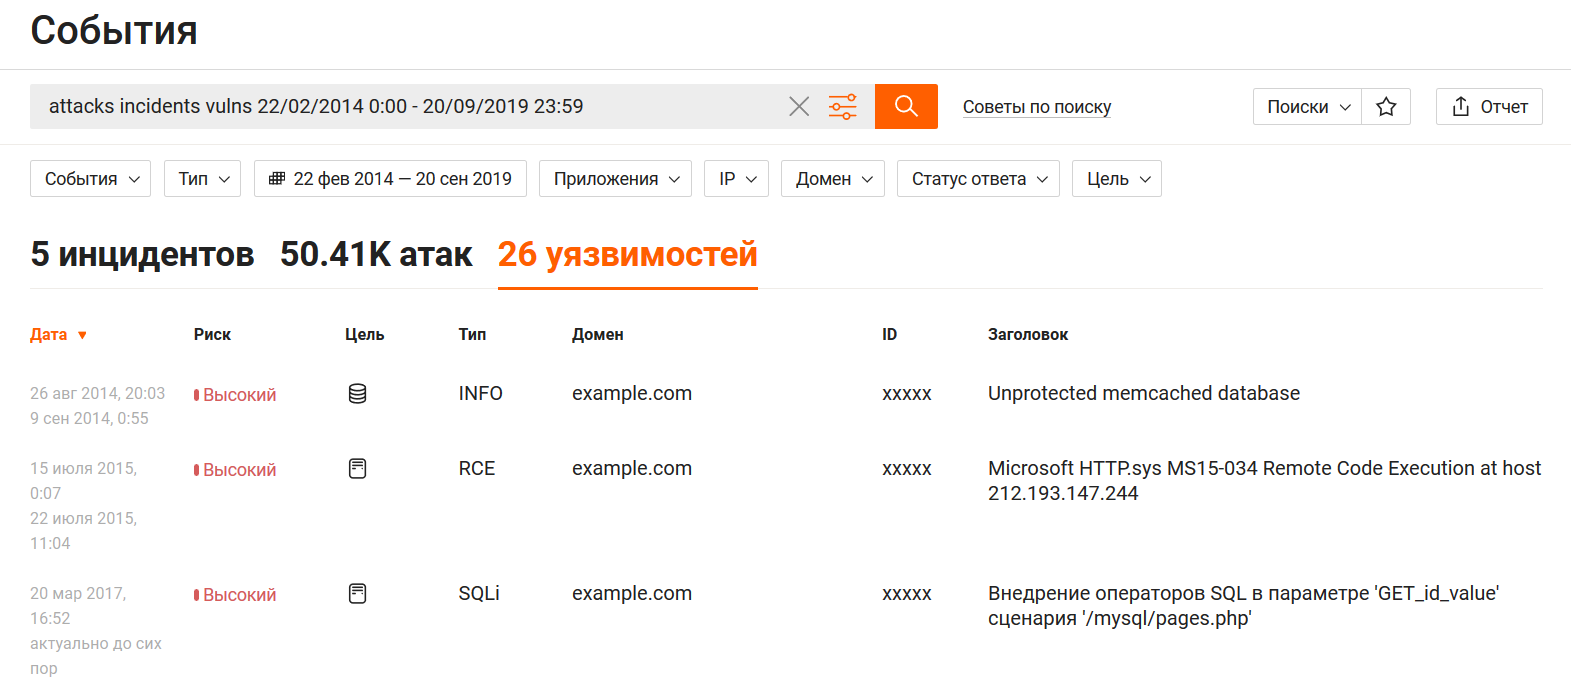 События
attacks incidents vulns 22/02/2014 0:00 - 20/09/2019 23:59
Советы по поиску
Поиски
Отчет
События
Тип
22 фев 2014 — 20 сен 2019
Приложения
IP
Домен
Статус ответа
Цель
5 инцидентов 50.41K атак 26 уязвимостей
Дата Риск Цель Тип Домен ID Заголовок
26 авг 2014, 20:03
9 сен 2014, 0:55
Высокий
INFO
example.com
xxxxx
Unprotected memcached database
15 июля 2015,
0:07
22 июля 2015,
11:04
Высокий
RCE
example.com
xxxxx
Microsoft HTTP.sys MS15-034 Remote Code Execution at host
212.193.147.244
20 мар 2017,
16:52
актуально до сих
пор
Высокий
SQLi
example.com
xxxxx
Внедрение операторов SQL в параметре 'GET_id_value'
сценария '/mysql/pages.php'